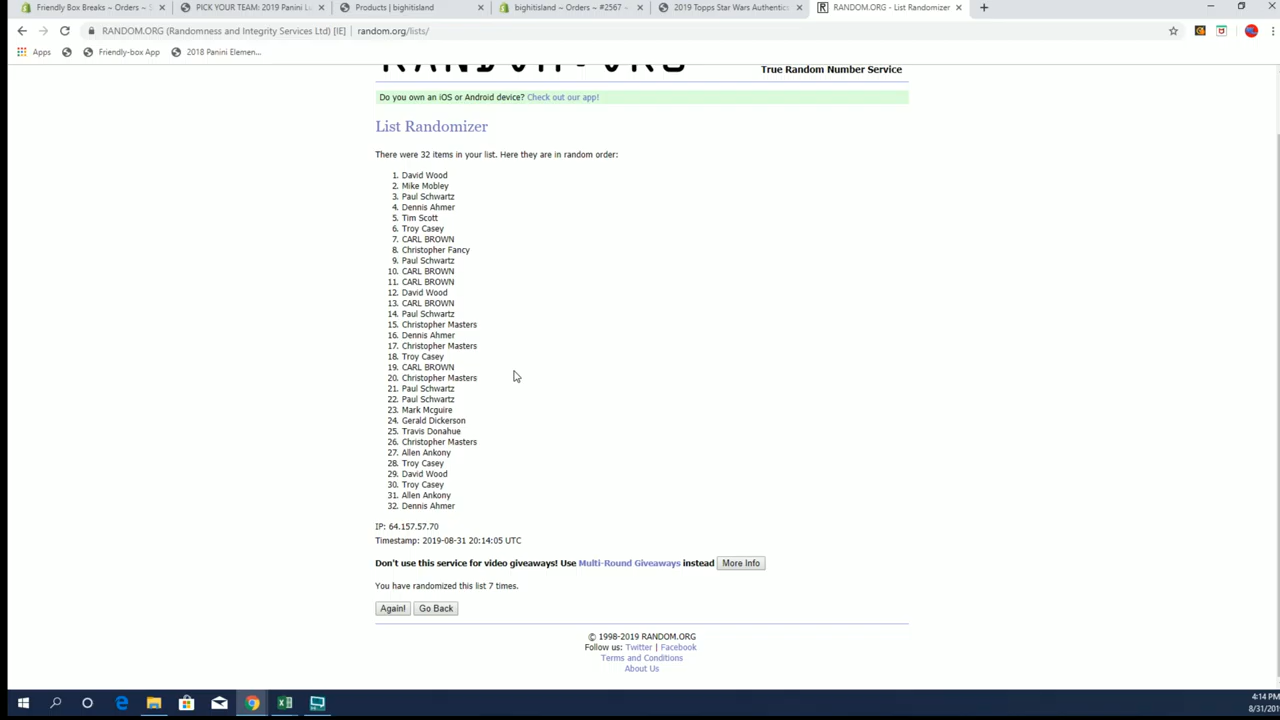 Friendly Box Breaks ~ Orders ~ S
PICK YOUR TEAM: 2019 Panini Lu
Products | bighitisland
bighitisland ~ Orders ~ #2567 ~
2019 Topps Star Wars Authentic
RANDOM.ORG - List Randomizer
RANDOM.ORG (Randomness and Integrity Services Ltd) [IE] | random.org/lists/
Apps
Friendly-box App
2018 Panini Elemen...
RANDOM.ORG
True Random Number Service
Do you own an iOS or Android device? Check out our app!
List Randomizer
There were 32 items in your list. Here they are in random order:
1. David Wood
2. Mike Mobley
3. Paul Schwartz
4. Dennis Ahmer
5. Tim Scott
6. Troy Casey
7. CARL BROWN
8. Christopher Fancy
9. Paul Schwartz
10. CARL BROWN
11. CARL BROWN
12. David Wood
13. CARL BROWN
14. Paul Schwartz
15. Christopher Masters
16. Dennis Ahmer
17. Christopher Masters
18. Troy Casey
19. CARL BROWN
20. Christopher Masters
21. Paul Schwartz
22. Paul Schwartz
23. Mark Mcguire
24. Gerald Dickerson
25. Travis Donahue
26. Christopher Masters
27. Allen Ankony
28. Troy Casey
29. David Wood
30. Troy Casey
31. Allen Ankony
32. Dennis Ahmer
IP: 64.157.57.70
Timestamp: 2019-08-31 20:14:05 UTC
Don't use this service for video giveaways! Use Multi-Round Giveaways instead More Info
You have randomized this list 7 times.
Again! Go Back
© 1998-2019 RANDOM.ORG
Follow us: Twitter | Facebook
Terms and Conditions
About Us
4:14 PM
8/31/201